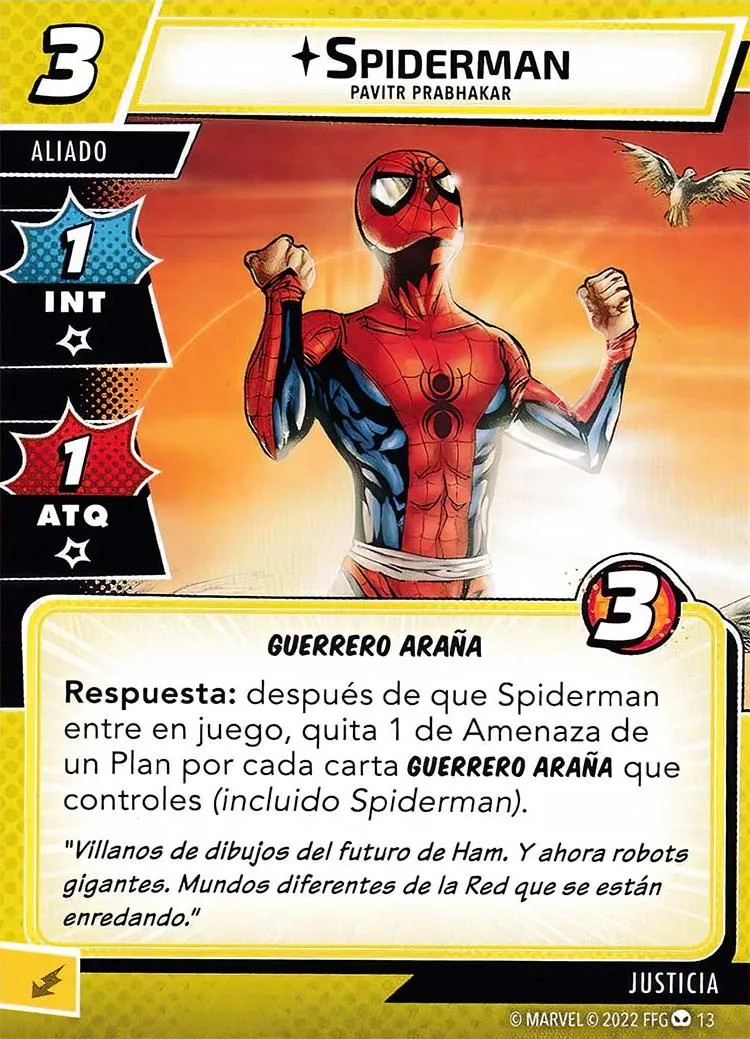 3
SPIDERMAN
PAVITR PRABHAKAR
ALIADO
1
INT
1
ATQ
3
GUERRERO ARAÑA
Respuesta: después de que Spiderman
entre en juego, quita 1 de Amenaza de
un Plan por cada carta GUERRERO ARAÑA que
controles (incluido Spiderman).
"Villanos de dibujos del futuro de Ham. Y ahora robots
gigantes. Mundos diferentes de la Red que se están
enredando."
JUSTICIA
© MARVEL © 2022 FFG 13